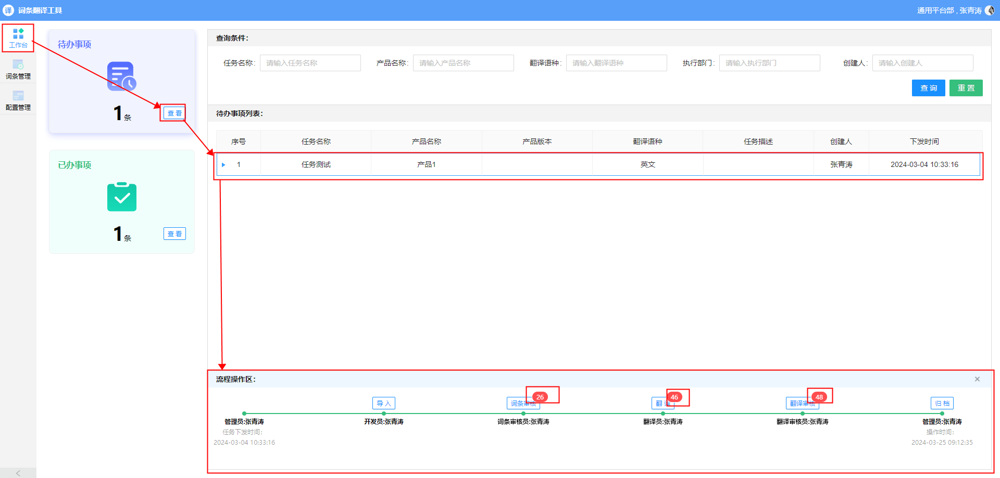 译 词条翻译工具
通用平台部 , 张青涛
工作台
词条管理
配置管理
待办事项
1 条
查 看
已办事项
1 条
查 看
查询条件：
任务名称： 请输入任务名称
产品名称： 请输入产品名称
翻译语种： 请输入翻译语种
执行部门： 请输入执行部门
创建人： 请输入创建人
查 询 重 置
待办事项列表：
序号 任务名称 产品名称 产品版本 翻译语种 任务描述 创建人 下发时间
1 任务测试 产品1 英文 张青涛 2024-03-04 10:33:16
流程操作区：
26 46 48
导 入 词条审核 翻 译 翻译审核 归 档
管理员:张青涛 开发员:张青涛 词条审核员:张青涛 翻译员:张青涛 翻译审核员:张青涛 管理员:张青涛
任务下发时间： 操作时间：
2024-03-04 10:33:16 2024-03-25 09:12:35